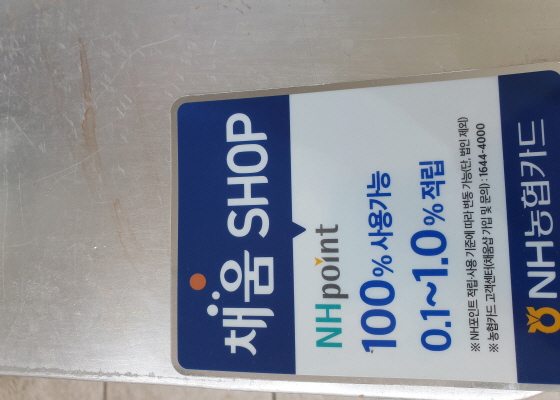 채움 SHOP
NHpoint
100% 사용가능
0.1~1.0% 적립
※ NH포인트 적립·사용 기준에 따라 변동 가능(단, 법인 제외)
※ 농협카드 고객센터(채움샵 가입 및 문의) : 1644-4000
NH농협카드